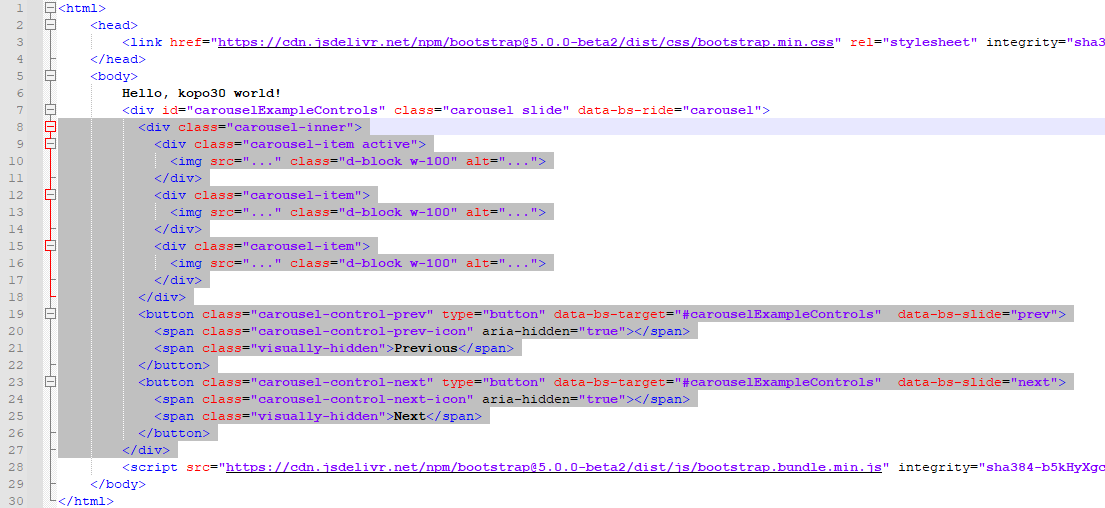 1 <html>
2 <head>
3 <link href="https://cdn.jsdelivr.net/npm/bootstrap@5.0.0-beta2/dist/css/bootstrap.min.css" rel="stylesheet" integrity="sha3
4 </head>
5 <body>
6 Hello, kopo30 world!
7 <div id="carouselExampleControls" class="carousel slide" data-bs-ride="carousel">
8 <div class="carousel-inner">
9 <div class="carousel-item active">
10 <img src="..." class="d-block w-100" alt="...">
11 </div>
12 <div class="carousel-item">
13 <img src="..." class="d-block w-100" alt="...">
14 </div>
15 <div class="carousel-item">
16 <img src="..." class="d-block w-100" alt="...">
17 </div>
18 </div>
19 <button class="carousel-control-prev" type="button" data-bs-target="#carouselExampleControls"  data-bs-slide="prev">
20 <span class="carousel-control-prev-icon" aria-hidden="true"></span>
21 <span class="visually-hidden">Previous</span>
22 </button>
23 <button class="carousel-control-next" type="button" data-bs-target="#carouselExampleControls"  data-bs-slide="next">
24 <span class="carousel-control-next-icon" aria-hidden="true"></span>
25 <span class="visually-hidden">Next</span>
26 </button>
27 </div>
28 <script src="https://cdn.jsdelivr.net/npm/bootstrap@5.0.0-beta2/dist/js/bootstrap.bundle.min.js" integrity="sha384-b5kHyXgc
29 </body>
30 </html>